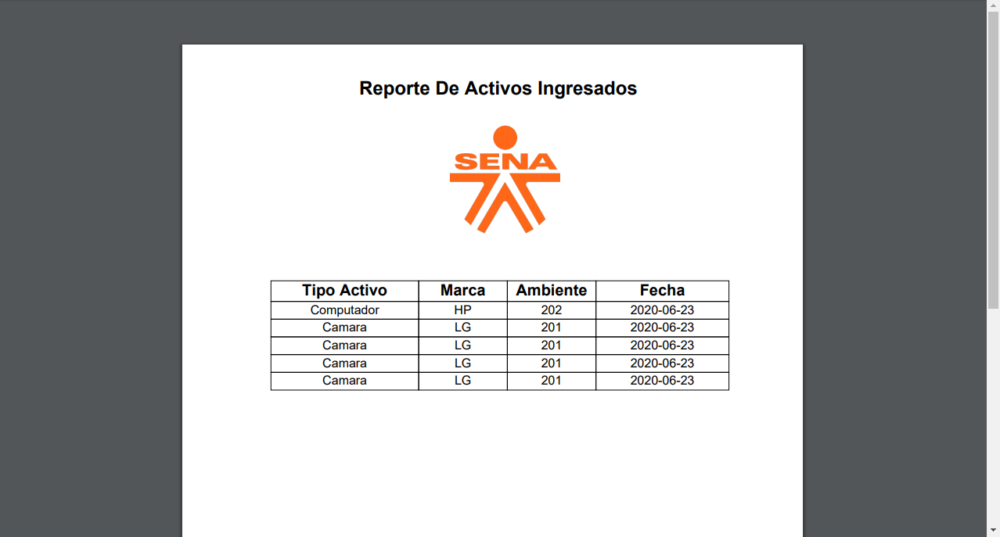 Reporte De Activos Ingresados
SENA
Tipo Activo Marca Ambiente Fecha
Computador HP 202 2020-06-23
Camara LG 201 2020-06-23
Camara LG 201 2020-06-23
Camara LG 201 2020-06-23
Camara LG 201 2020-06-23